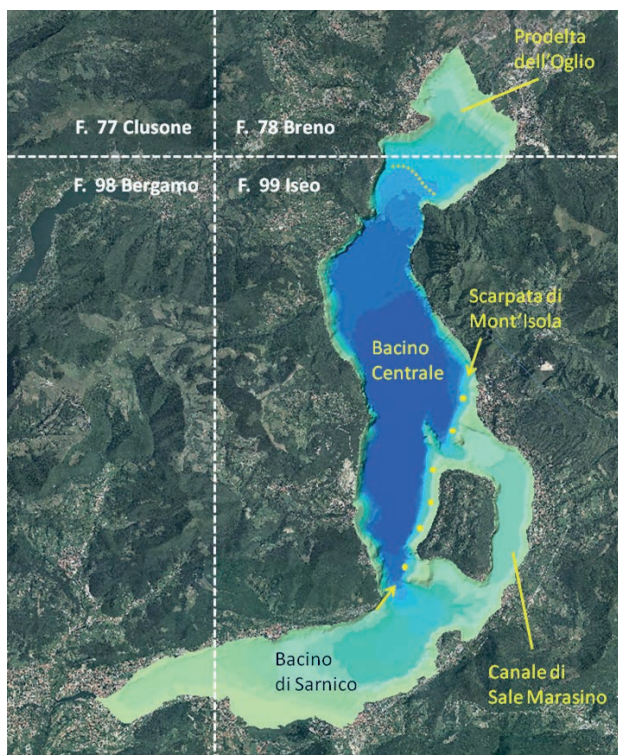 Prodelta
dell'Oglio
F. 77 Clusone
F. 78 Breno
F. 98 Bergamo
F. 99 Iseo
Scarpata di
Mont'Isola
Bacino
Centrale
Bacino
di Sarnico
Canale di
Sale Marasino